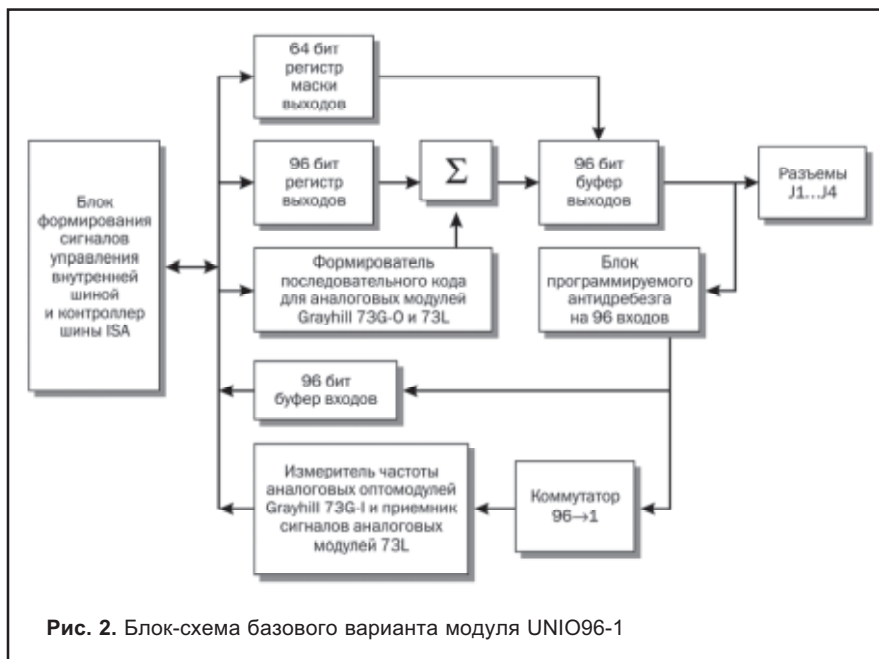 64 бит
регистр
маски
выходов
Блок
формирования
сигналов
управления
внутренней
шиной
и контроллер
шины ISA
96 бит
регистр
выходов
Σ
96 бит
буфер
выходов
Разъемы
J1...J4
Формирователь
последовательного кода
для аналоговых модулей
Grayhill 73G-O и 73L
Блок
программируемого
антидребезга
на 96 входов
96 бит
буфер входов
Измеритель частоты
аналоговых оптомодулей
Grayhill 73G-I и приемник
сигналов аналоговых
модулей 73L
Коммутатор
96→1
Рис. 2. Блок-схема базового варианта модуля UNIO96-1